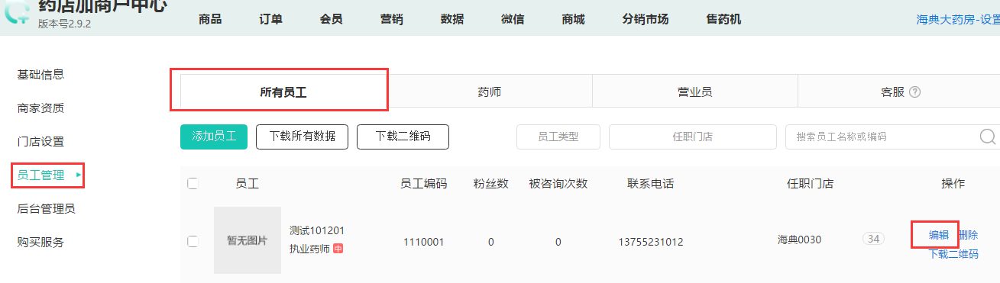 药店加商户中心
版本号2.9.2
商品 订单 会员 营销 数据 微信 商城 分销市场 售药机
海典大药房-设置
基础信息
商家资质
门店设置
员工管理
后台管理员
购买服务
所有员工 药师 营业员 客服 ?
添加员工 下载所有数据 下载二维码 员工类型 任职门店 搜索员工名称或编码
员工 员工编码 粉丝数 被咨询次数 联系电话 任职门店 操作
暂无图片
测试101201
执业药师 中
1110001 0 0 13755231012 海典0030 34
编辑 删除
下载二维码